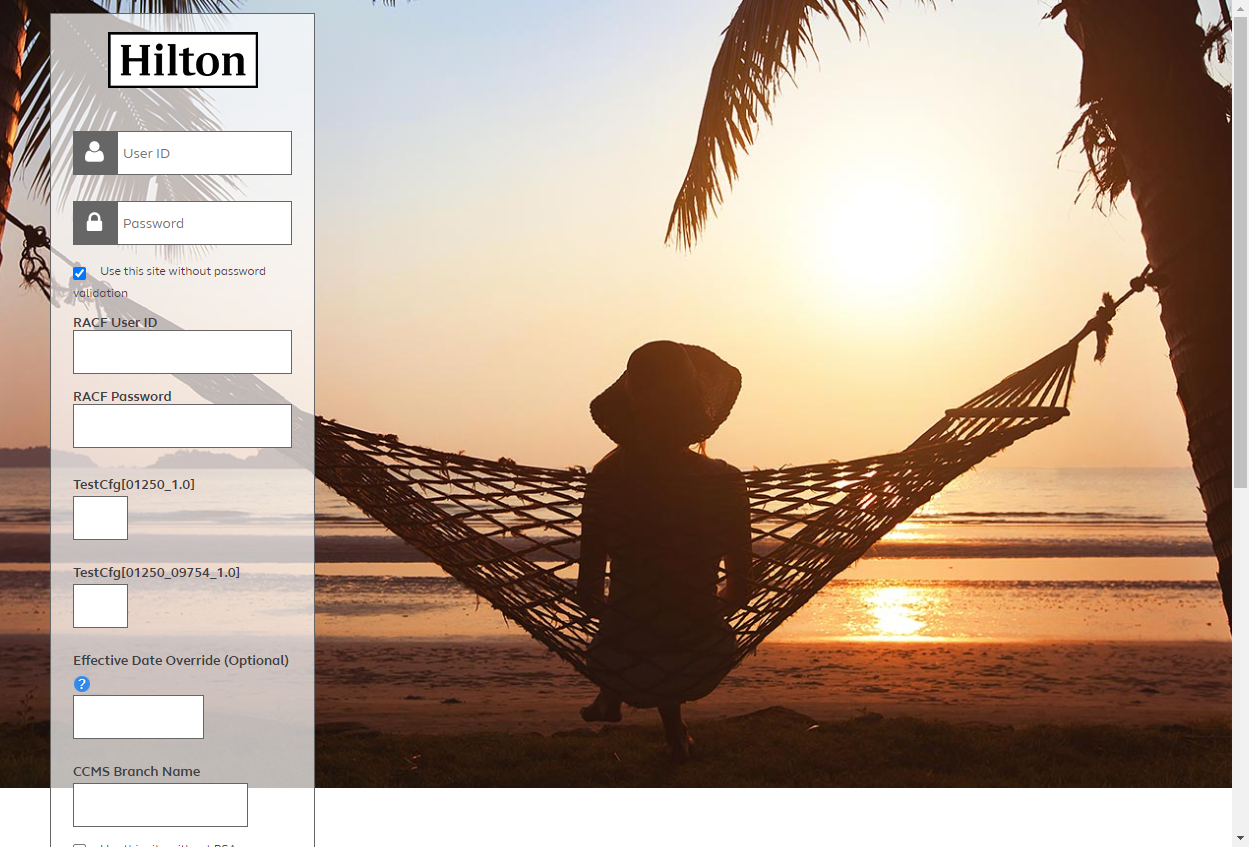 Hilton
User ID
Password
Use this site without password
validation
RACF User ID
RACF Password
TestCfg[01250_1.0]
TestCfg[01250_09754_1.0]
Effective Date Override (Optional)
?
CCMS Branch Name